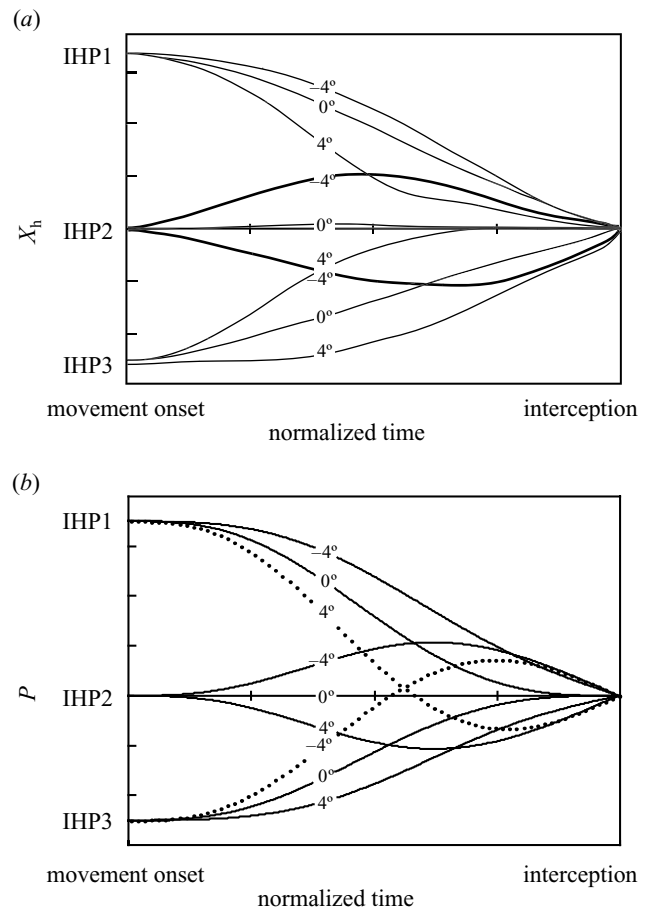 (a)
IHP1
–4º
0º
4º
–4º
X_h
IHP2
0º
4º
–4º
0º
IHP3
4º
movement onset
interception
normalized time
(b)
IHP1
–4º
0º
4º
–4º
P
IHP2
0º
4º
–4º
0º
IHP3
4º
movement onset
interception
normalized time